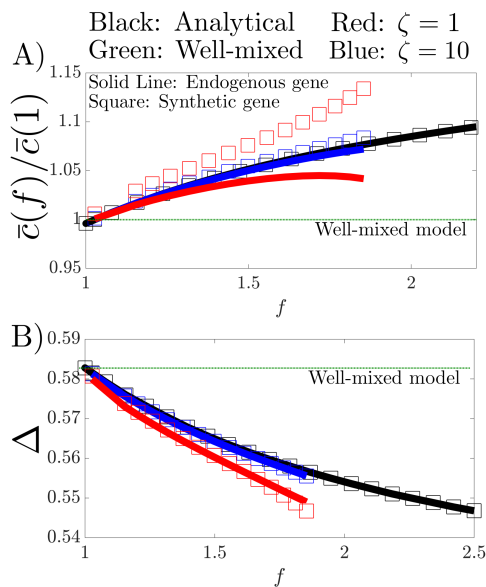 Black: Analytical Red: ζ = 1
Green: Well-mixed Blue: ζ = 10
A)
Solid Line: Endogenous gene
Square: Synthetic gene
c̄(f)/c̄(1)
1.15
1.1
1.05
1
0.95
Well-mixed model
1 1.5 2
f
B)
Δ
0.59
0.58
0.57
0.56
0.55
0.54
Well-mixed model
1 1.5 2 2.5
f